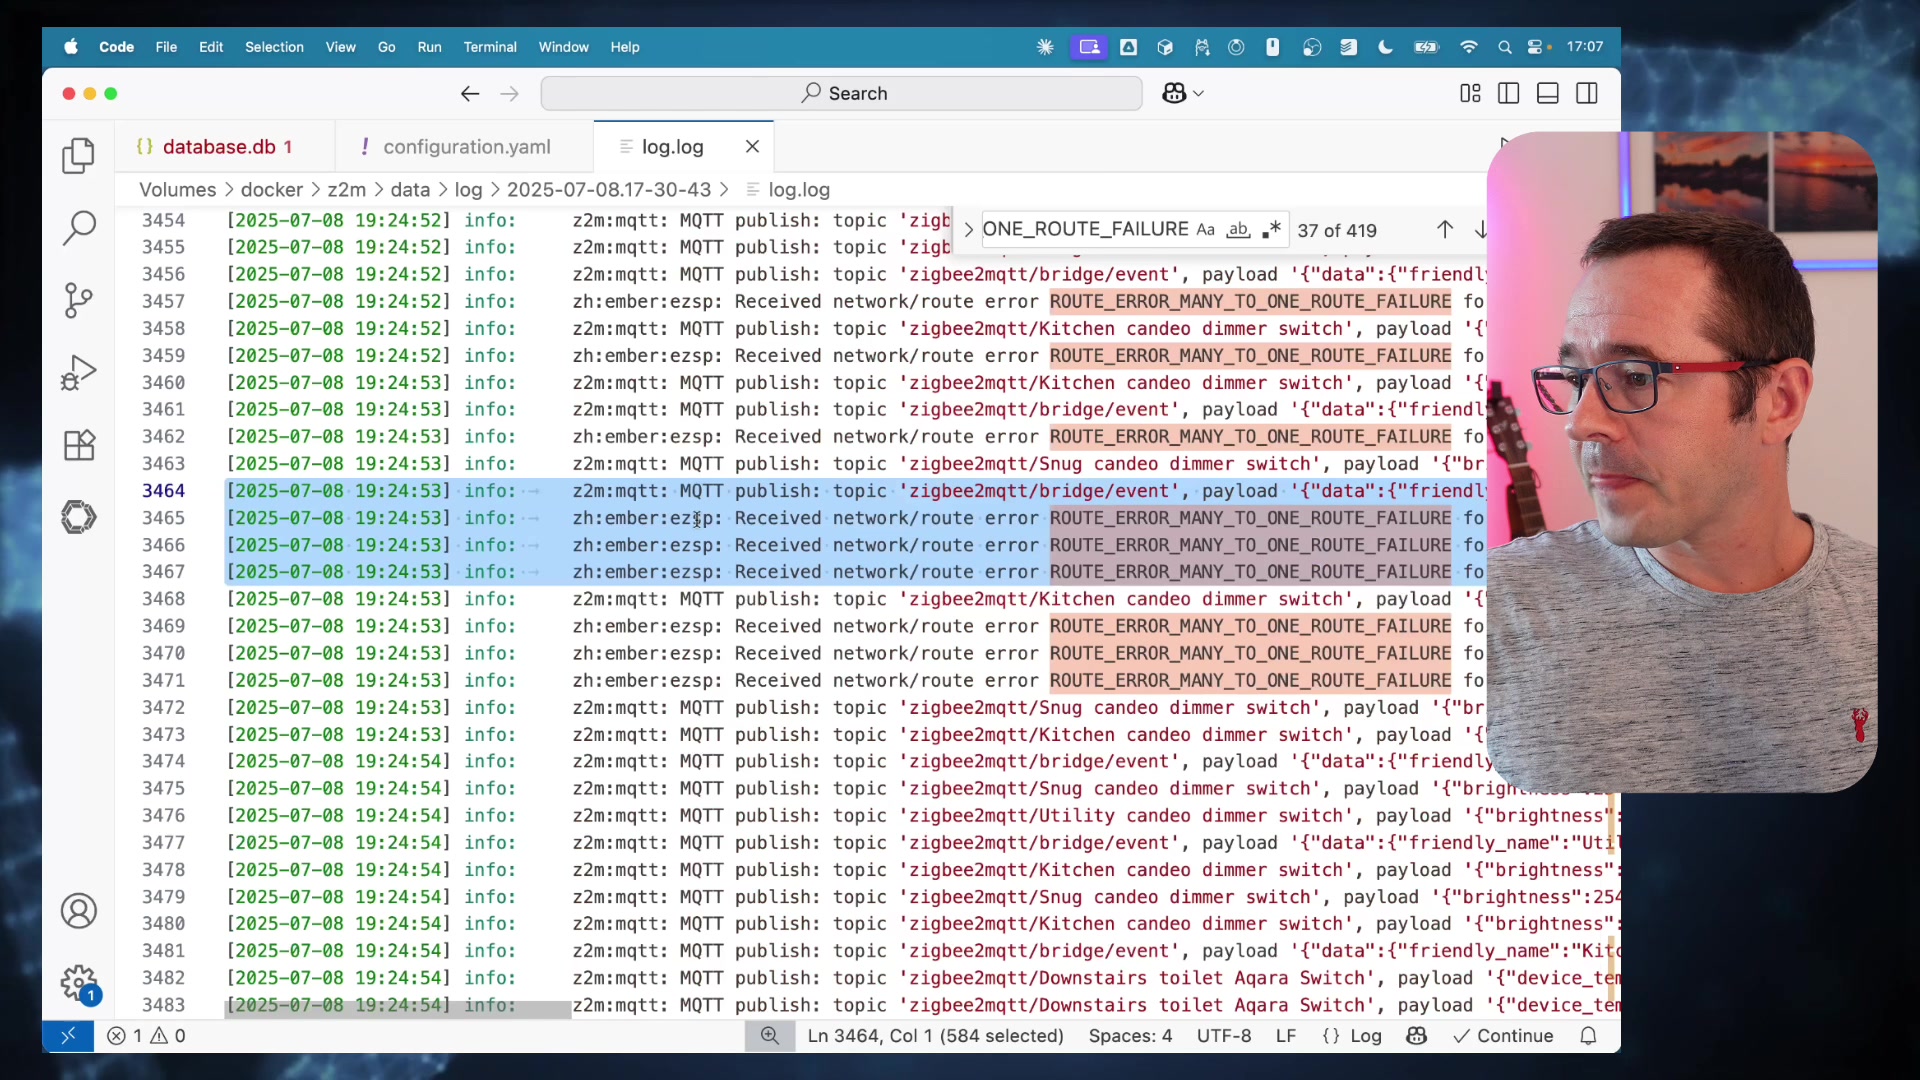 Code File Edit Selection View Go Run Terminal Window Help 17:07
Search
database.db 1 configuration.yaml log.log
Volumes > docker > z2m > data > log > 2025-07-08.17-30-43 > log.log
ONE_ROUTE_FAILURE Aa ab 37 of 419
3454 [2025-07-08 19:24:52] info: z2m:mqtt: MQTT publish: topic 'zigb
3455 [2025-07-08 19:24:52] info: z2m:mqtt: MQTT publish: topic 'zigb
3456 [2025-07-08 19:24:52] info: z2m:mqtt: MQTT publish: topic 'zigbee2mqtt/bridge/event', payload '{"data":{"friendly
3457 [2025-07-08 19:24:52] info: zh:ember:ezsp: Received network/route error ROUTE_ERROR_MANY_TO_ONE_ROUTE_FAILURE fo
3458 [2025-07-08 19:24:52] info: z2m:mqtt: MQTT publish: topic 'zigbee2mqtt/Kitchen candeo dimmer switch', payload '{"
3459 [2025-07-08 19:24:52] info: zh:ember:ezsp: Received network/route error ROUTE_ERROR_MANY_TO_ONE_ROUTE_FAILURE fo
3460 [2025-07-08 19:24:53] info: z2m:mqtt: MQTT publish: topic 'zigbee2mqtt/Kitchen candeo dimmer switch', payload '{"
3461 [2025-07-08 19:24:53] info: z2m:mqtt: MQTT publish: topic 'zigbee2mqtt/bridge/event', payload '{"data":{"friendly
3462 [2025-07-08 19:24:53] info: zh:ember:ezsp: Received network/route error ROUTE_ERROR_MANY_TO_ONE_ROUTE_FAILURE fo
3463 [2025-07-08 19:24:53] info: z2m:mqtt: MQTT publish: topic 'zigbee2mqtt/Snug candeo dimmer switch', payload '{"br
3464 [2025-07-08 19:24:53] info: z2m:mqtt: MQTT publish: topic 'zigbee2mqtt/bridge/event', payload '{"data":{"friendly
3465 [2025-07-08 19:24:53] info: zh:ember:ezsp: Received network/route error ROUTE_ERROR_MANY_TO_ONE_ROUTE_FAILURE fo
3466 [2025-07-08 19:24:53] info: zh:ember:ezsp: Received network/route error ROUTE_ERROR_MANY_TO_ONE_ROUTE_FAILURE fo
3467 [2025-07-08 19:24:53] info: zh:ember:ezsp: Received network/route error ROUTE_ERROR_MANY_TO_ONE_ROUTE_FAILURE fo
3468 [2025-07-08 19:24:53] info: z2m:mqtt: MQTT publish: topic 'zigbee2mqtt/Kitchen candeo dimmer switch', payload '{"
3469 [2025-07-08 19:24:53] info: zh:ember:ezsp: Received network/route error ROUTE_ERROR_MANY_TO_ONE_ROUTE_FAILURE fo
3470 [2025-07-08 19:24:53] info: zh:ember:ezsp: Received network/route error ROUTE_ERROR_MANY_TO_ONE_ROUTE_FAILURE fo
3471 [2025-07-08 19:24:53] info: zh:ember:ezsp: Received network/route error ROUTE_ERROR_MANY_TO_ONE_ROUTE_FAILURE fo
3472 [2025-07-08 19:24:53] info: z2m:mqtt: MQTT publish: topic 'zigbee2mqtt/Snug candeo dimmer switch', payload '{"br
3473 [2025-07-08 19:24:53] info: z2m:mqtt: MQTT publish: topic 'zigbee2mqtt/Kitchen candeo dimmer switch', payload '{"
3474 [2025-07-08 19:24:54] info: z2m:mqtt: MQTT publish: topic 'zigbee2mqtt/bridge/event', payload '{"data":{"friendly
3475 [2025-07-08 19:24:54] info: z2m:mqtt: MQTT publish: topic 'zigbee2mqtt/Snug candeo dimmer switch', payload '{"brigh
3476 [2025-07-08 19:24:54] info: z2m:mqtt: MQTT publish: topic 'zigbee2mqtt/Utility candeo dimmer switch', payload '{"brightness":
3477 [2025-07-08 19:24:54] info: z2m:mqtt: MQTT publish: topic 'zigbee2mqtt/bridge/event', payload '{"data":{"friendly_name":"Util
3478 [2025-07-08 19:24:54] info: z2m:mqtt: MQTT publish: topic 'zigbee2mqtt/Kitchen candeo dimmer switch', payload '{"brightness":
3479 [2025-07-08 19:24:54] info: z2m:mqtt: MQTT publish: topic 'zigbee2mqtt/Snug candeo dimmer switch', payload '{"brightness":254
3480 [2025-07-08 19:24:54] info: z2m:mqtt: MQTT publish: topic 'zigbee2mqtt/Kitchen candeo dimmer switch', payload '{"brightness":
3481 [2025-07-08 19:24:54] info: z2m:mqtt: MQTT publish: topic 'zigbee2mqtt/bridge/event', payload '{"data":{"friendly_name":"Kitc
3482 [2025-07-08 19:24:54] info: z2m:mqtt: MQTT publish: topic 'zigbee2mqtt/Downstairs toilet Aqara Switch', payload '{"device_tem
3483 [2025-07-08 19:24:54] info: z2m:mqtt: MQTT publish: topic 'zigbee2mqtt/Downstairs toilet Aqara Switch', payload '{"device_tem
1
1 0 Ln 3464, Col 1 (584 selected) Spaces: 4 UTF-8 LF {} Log Continue